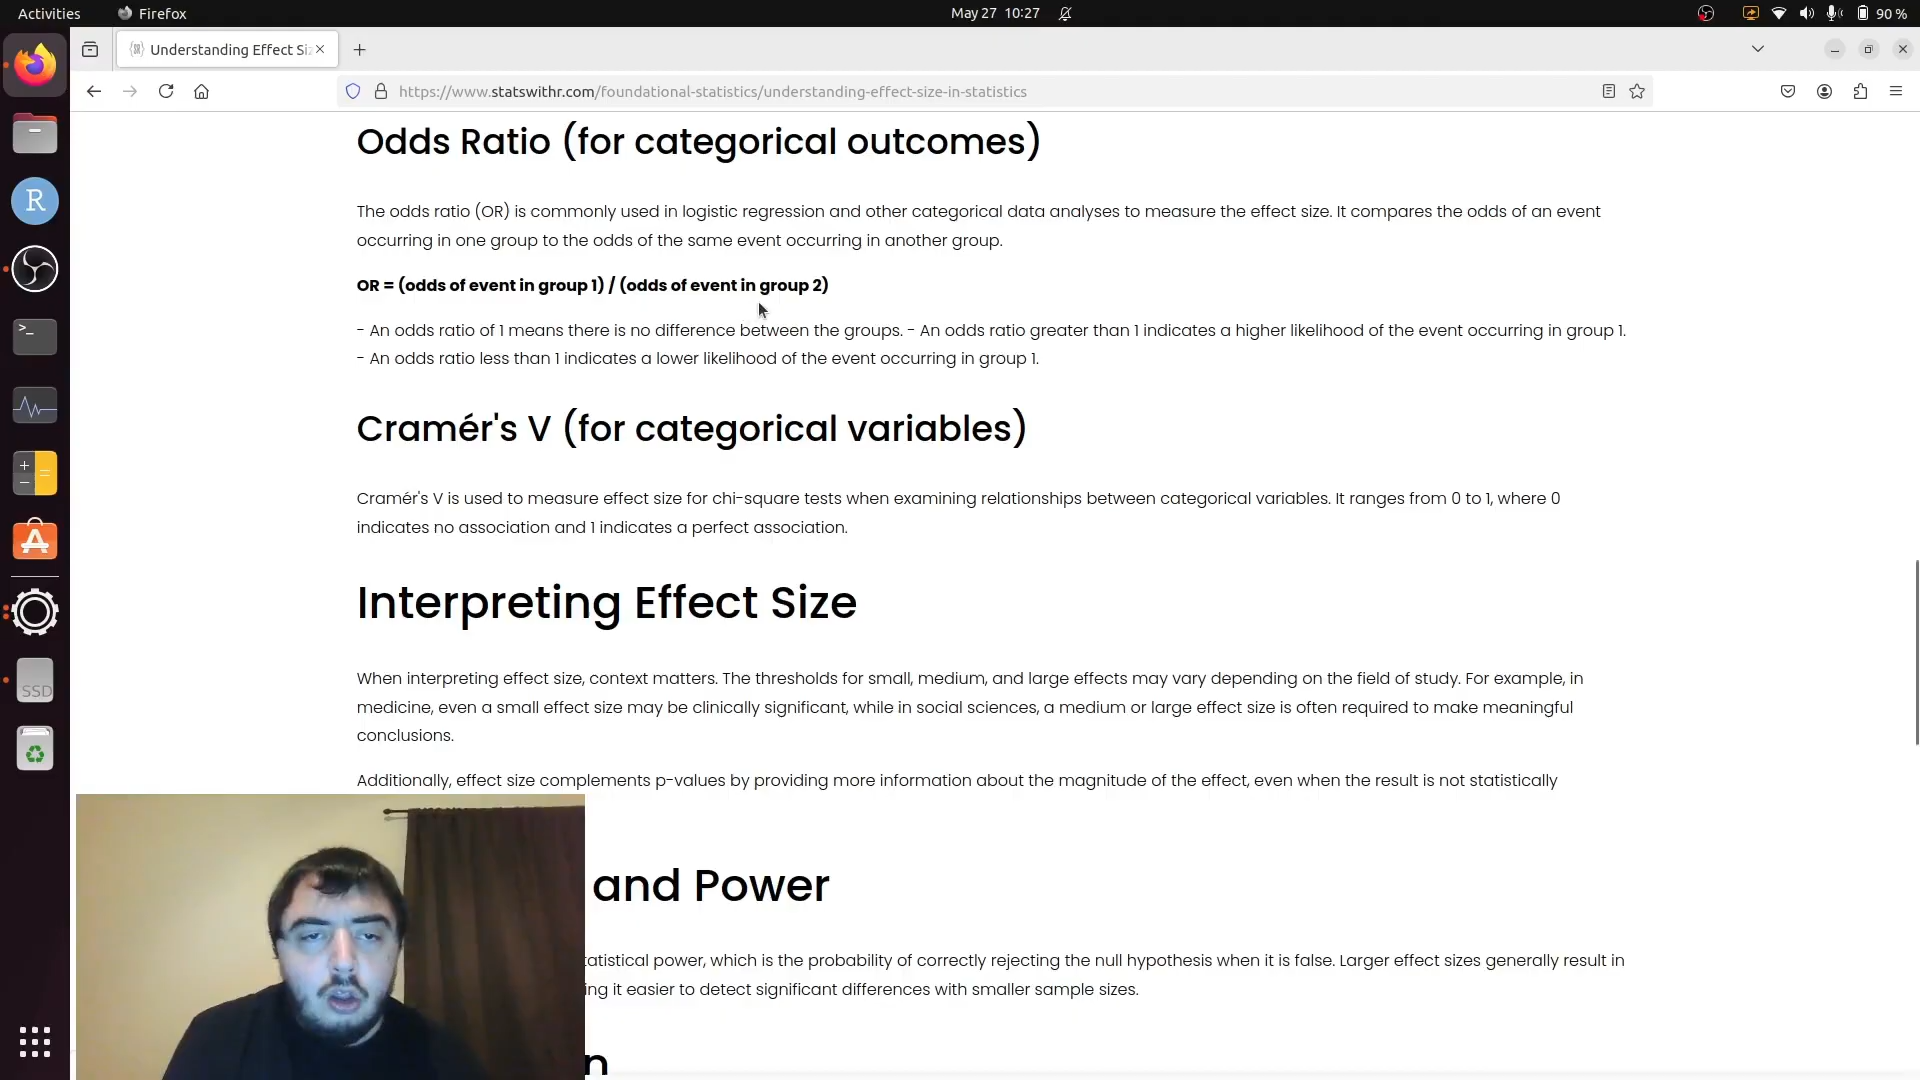 Activities
Firefox
May 27 10:27
90 %
Understanding Effect Si
https://www.statswithr.com/foundational-statistics/understanding-effect-size-in-statistics
Odds Ratio (for categorical outcomes)
The odds ratio (OR) is commonly used in logistic regression and other categorical data analyses to measure the effect size. It compares the odds of an event
occurring in one group to the odds of the same event occurring in another group.
OR = (odds of event in group 1) / (odds of event in group 2)
- An odds ratio of 1 means there is no difference between the groups. - An odds ratio greater than 1 indicates a higher likelihood of the event occurring in group 1.
- An odds ratio less than 1 indicates a lower likelihood of the event occurring in group 1.
Cramér's V (for categorical variables)
Cramér's V is used to measure effect size for chi-square tests when examining relationships between categorical variables. It ranges from 0 to 1, where 0
indicates no association and 1 indicates a perfect association.
Interpreting Effect Size
When interpreting effect size, context matters. The thresholds for small, medium, and large effects may vary depending on the field of study. For example, in
medicine, even a small effect size may be clinically significant, while in social sciences, a medium or large effect size is often required to make meaningful
conclusions.
Additionally, effect size complements p-values by providing more information about the magnitude of the effect, even when the result is not statistically
and Power
tatistical power, which is the probability of correctly rejecting the null hypothesis when it is false. Larger effect sizes generally result in
ing it easier to detect significant differences with smaller sample sizes.
n
R
>_
SSD